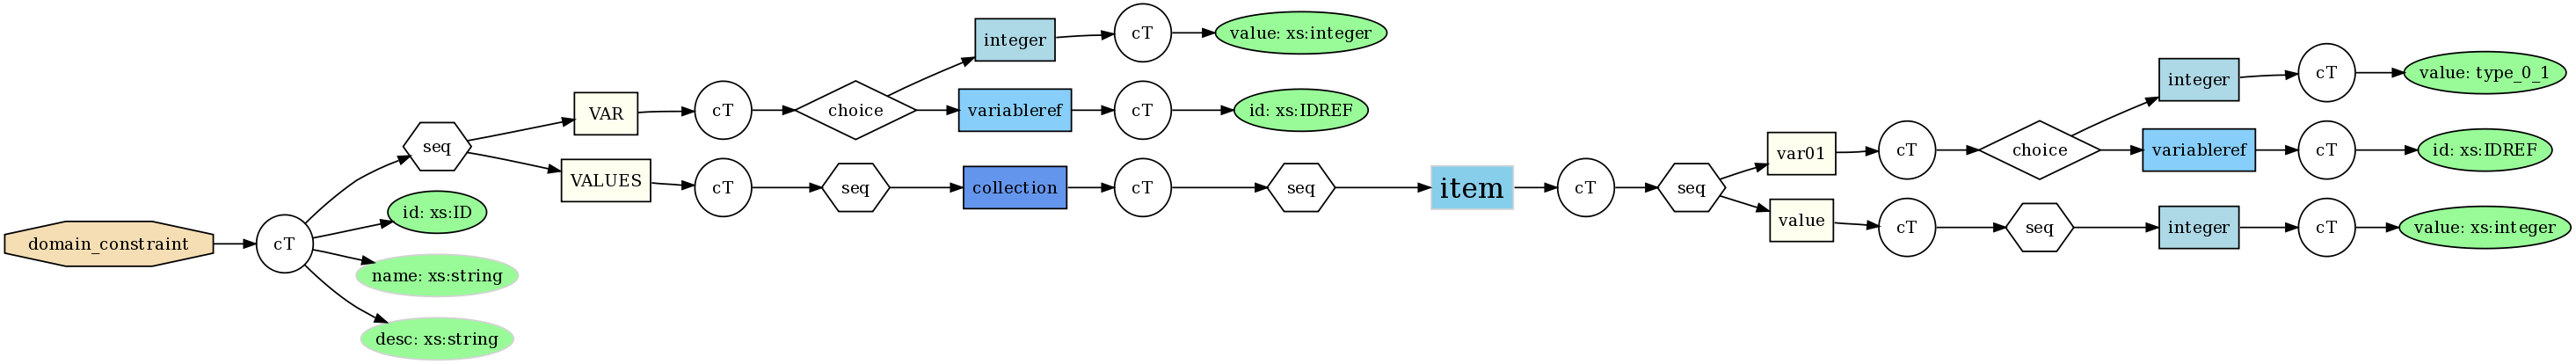 domain_constraint
cT
seq
id: xs:ID
name: xs:string
desc: xs:string
VAR
cT
choice
integer
cT
value: xs:integer
variableref
cT
id: xs:IDREF
VALUES
cT
seq
collection
cT
seq
item
cT
seq
var01
cT
choice
integer
cT
value: type_0_1
variableref
cT
id: xs:IDREF
value
cT
seq
integer
cT
value: xs:integer